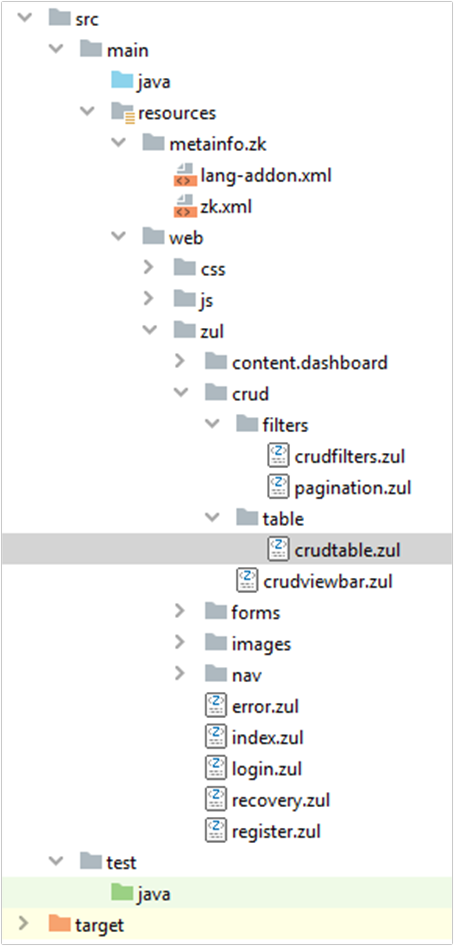 src
main
java
resources
metainfo.zk
lang-addon.xml
zk.xml
web
css
js
zul
content.dashboard
crud
filters
crudfilters.zul
pagination.zul
table
crudtable.zul
crudviewbar.zul
forms
images
nav
error.zul
index.zul
login.zul
recovery.zul
register.zul
test
java
target